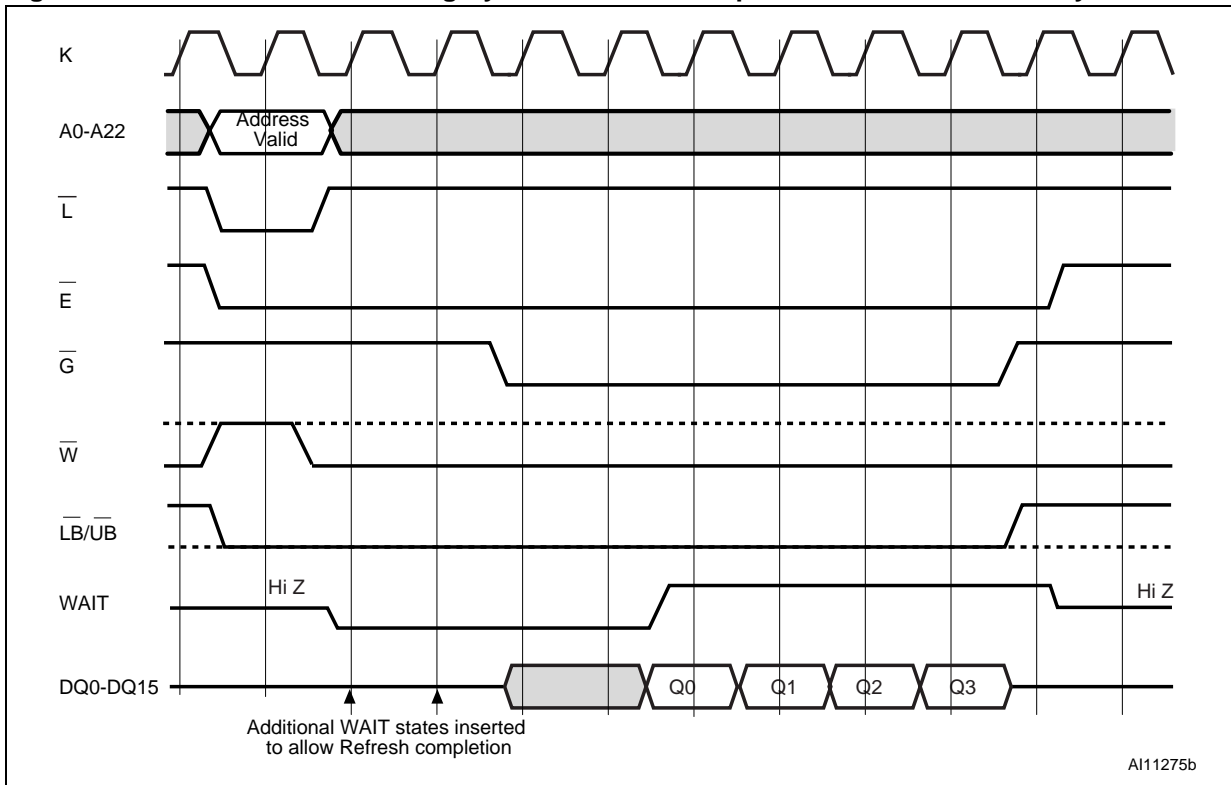 K
A0-A22
Address
Valid
L
E
G
W
LB/UB
WAIT
Hi Z
Hi Z
DQ0-DQ15
Q0
Q1
Q2
Q3
Additional WAIT states inserted
to allow Refresh completion
AI11275b